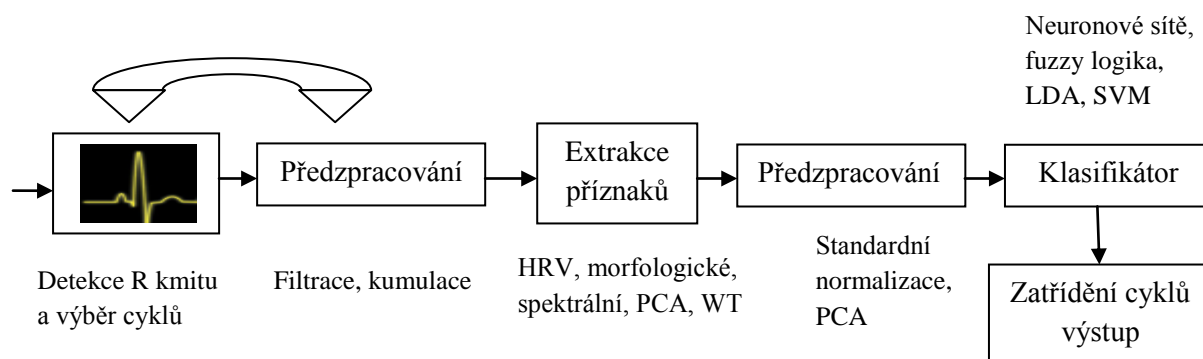 Neuronové sítě,
fuzzy logika,
LDA, SVM
Předzpracování
Extrakce
příznaků
Předzpracování
Klasifikátor
Detekce R kmitu
a výběr cyklů
Filtrace, kumulace
HRV, morfologické,
spektrální, PCA, WT
Standardní
normalizace,
PCA
Zatřídění cyklů
výstup